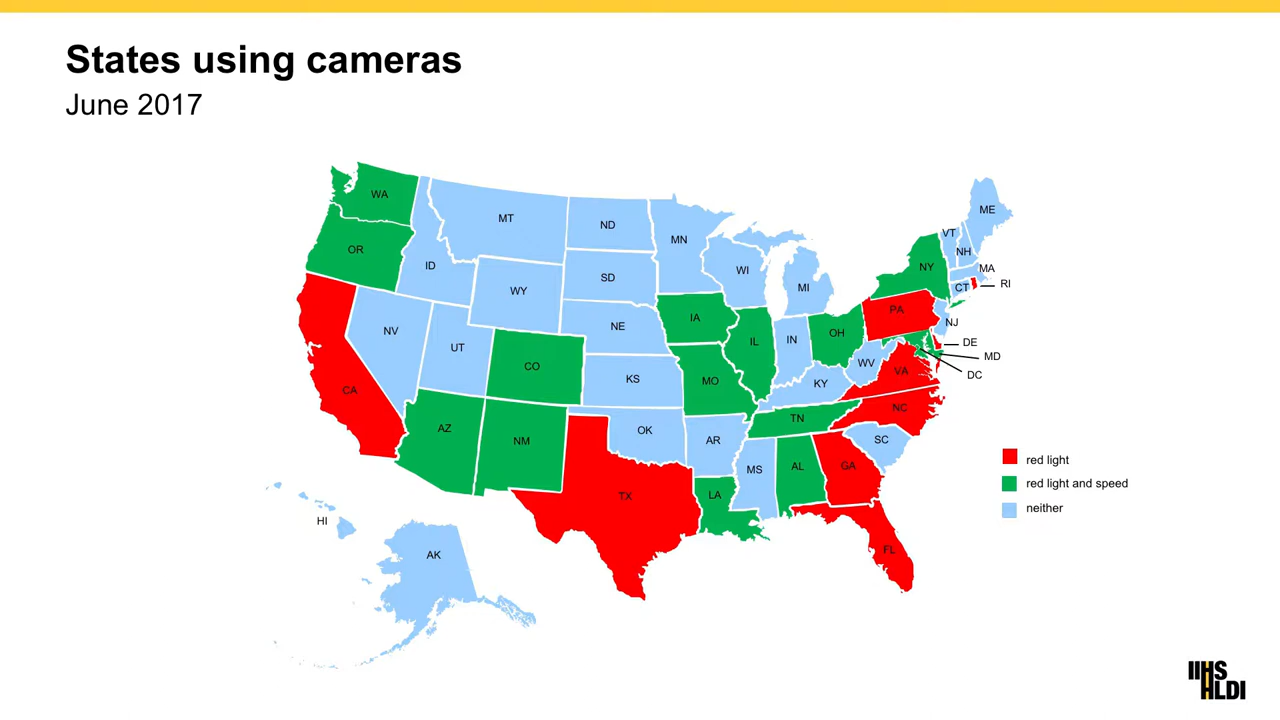 States using cameras
June 2017
WA
MT
ND
MN
ME
VT
NH
OR
ID
WY
SD
WI
MI
NY
MA
CT
RI
NV
UT
NE
IA
IL
IN
OH
PA
NJ
DE
MD
DC
CA
CO
KS
MO
KY
WV
VA
AZ
NM
OK
AR
TN
NC
SC
TX
LA
MS
AL
GA
FL
HI
AK
red light
red light and speed
neither
IIHS
HLDI